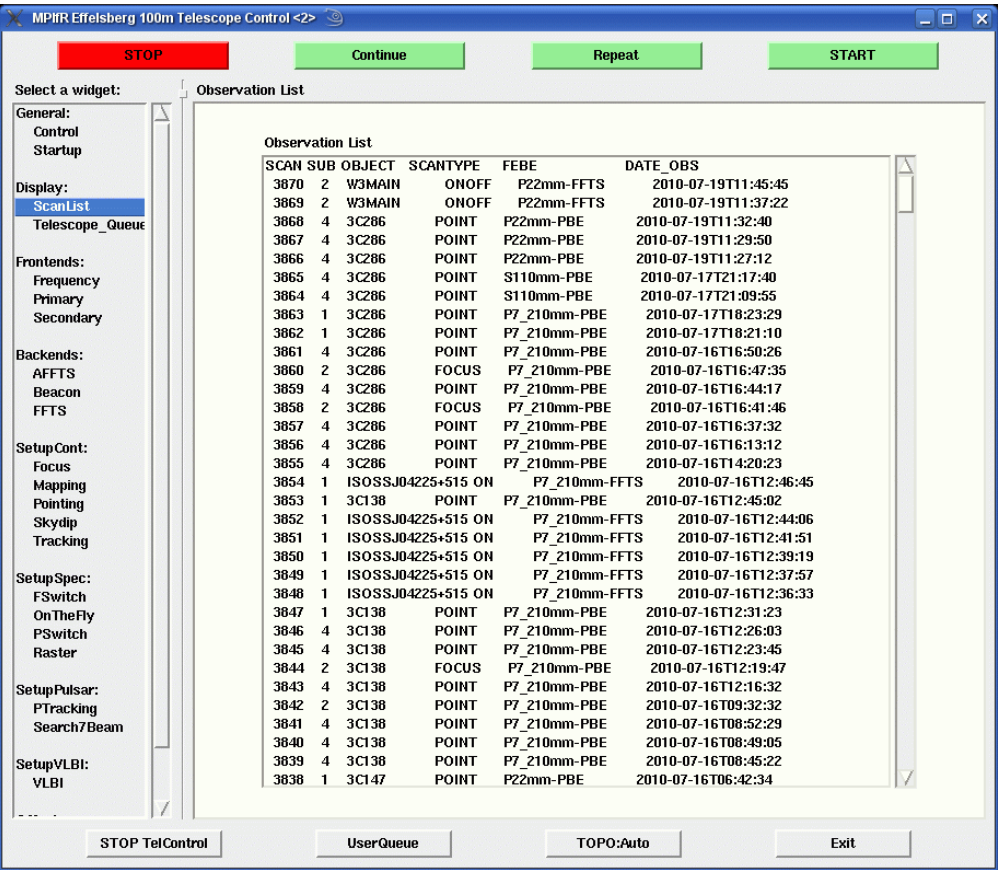 MPIfR Effelsberg 100m Telescope Control <2>
STOP Continue Repeat START
Select a widget:
General:
Control
Startup
Display:
ScanList
Telescope_Queue
Frontends:
Frequency
Primary
Secondary
Backends:
AFFTS
Beacon
FFTS
SetupCont:
Focus
Mapping
Pointing
Skydip
Tracking
SetupSpec:
FSwitch
OnTheFly
PSwitch
Raster
SetupPulsar:
PTracking
Search7Beam
SetupVLBI:
VLBI
Observation List
Observation List
SCAN SUB OBJECT SCANTYPE FEBE DATE_OBS
3870 2 W3MAIN ONOFF P22mm-FFTS 2010-07-19T11:45:45
3869 2 W3MAIN ONOFF P22mm-FFTS 2010-07-19T11:37:22
3868 4 3C286 POINT P22mm-PBE 2010-07-19T11:32:40
3867 4 3C286 POINT P22mm-PBE 2010-07-19T11:29:50
3866 4 3C286 POINT P22mm-PBE 2010-07-19T11:27:12
3865 4 3C286 POINT S110mm-PBE 2010-07-17T21:17:40
3864 4 3C286 POINT S110mm-PBE 2010-07-17T21:09:55
3863 1 3C286 POINT P7_210mm-PBE 2010-07-17T18:23:29
3862 1 3C286 POINT P7_210mm-PBE 2010-07-17T18:21:10
3861 4 3C286 POINT P7_210mm-PBE 2010-07-16T16:50:26
3860 2 3C286 FOCUS P7_210mm-PBE 2010-07-16T16:47:35
3859 4 3C286 POINT P7_210mm-PBE 2010-07-16T16:44:17
3858 2 3C286 FOCUS P7_210mm-PBE 2010-07-16T16:41:46
3857 4 3C286 POINT P7_210mm-PBE 2010-07-16T16:37:32
3856 4 3C286 POINT P7_210mm-PBE 2010-07-16T16:13:12
3855 4 3C286 POINT P7_210mm-PBE 2010-07-16T14:20:23
3854 1 ISOSSJ04225+515 ON P7_210mm-FFTS 2010-07-16T12:46:45
3853 1 3C138 POINT P7_210mm-PBE 2010-07-16T12:45:02
3852 1 ISOSSJ04225+515 ON P7_210mm-FFTS 2010-07-16T12:44:06
3851 1 ISOSSJ04225+515 ON P7_210mm-FFTS 2010-07-16T12:41:51
3850 1 ISOSSJ04225+515 ON P7_210mm-FFTS 2010-07-16T12:39:19
3849 1 ISOSSJ04225+515 ON P7_210mm-FFTS 2010-07-16T12:37:57
3848 1 ISOSSJ04225+515 ON P7_210mm-FFTS 2010-07-16T12:36:33
3847 1 3C138 POINT P7_210mm-PBE 2010-07-16T12:31:23
3846 4 3C138 POINT P7_210mm-PBE 2010-07-16T12:26:03
3845 4 3C138 POINT P7_210mm-PBE 2010-07-16T12:23:45
3844 2 3C138 FOCUS P7_210mm-PBE 2010-07-16T12:19:47
3843 4 3C138 POINT P7_210mm-PBE 2010-07-16T12:16:32
3842 2 3C138 POINT P7_210mm-PBE 2010-07-16T09:32:32
3841 4 3C138 POINT P7_210mm-PBE 2010-07-16T08:52:29
3840 4 3C138 POINT P7_210mm-PBE 2010-07-16T08:49:05
3839 4 3C138 POINT P7_210mm-PBE 2010-07-16T08:45:22
3838 1 3C147 POINT P22mm-PBE 2010-07-16T06:42:34
STOP TelControl UserQueue TOPO:Auto Exit